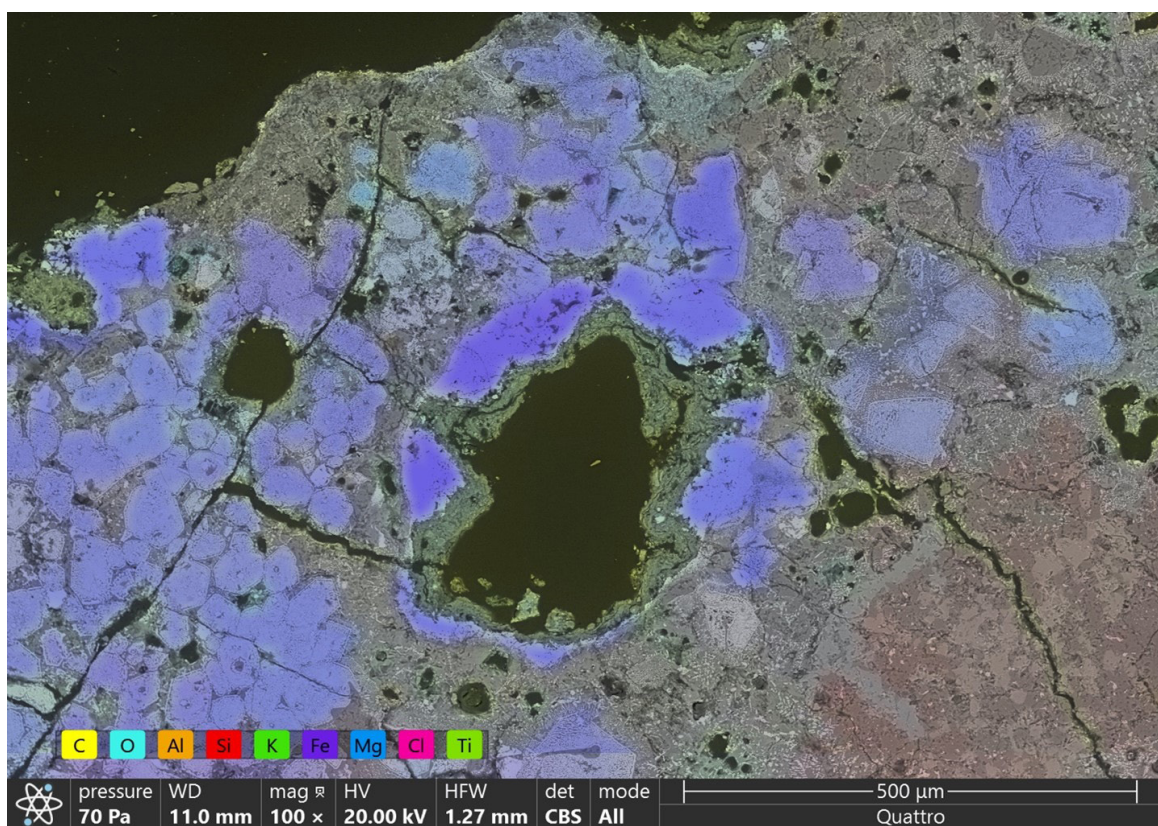 C O Al Si K Fe Mg Cl Ti
pressure WD mag HV HFW det mode 500 µm
70 Pa 11.0 mm 100 × 20.00 kV 1.27 mm CBS All Quattro